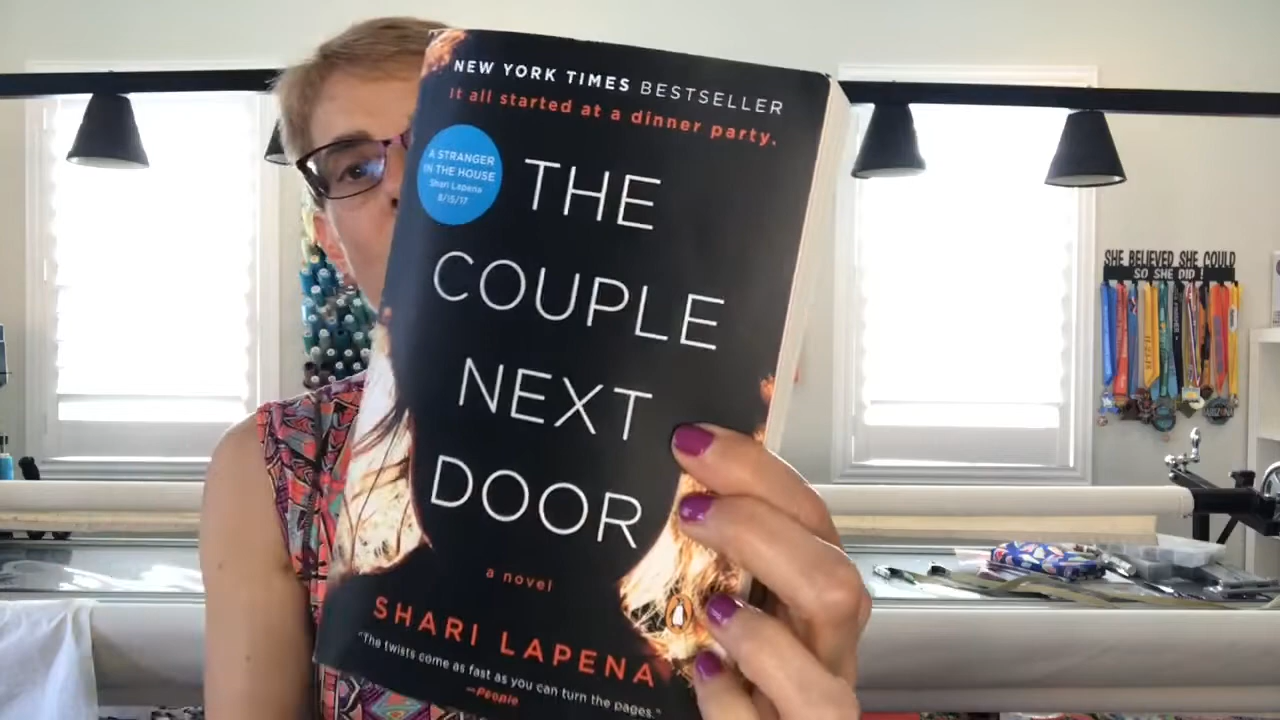 NEW YORK TIMES BESTSELLER
It all started at a dinner party.
A STRANGER
IN THE HOUSE
Shari Lapena
8/15/17
THE
COUPLE
NEXT
DOOR
a novel
SHARI LAPENA
"The twists come as fast as you can turn the pages."
—People
SHE BELIEVED SHE COULD
SO SHE DID !
ARIZONA